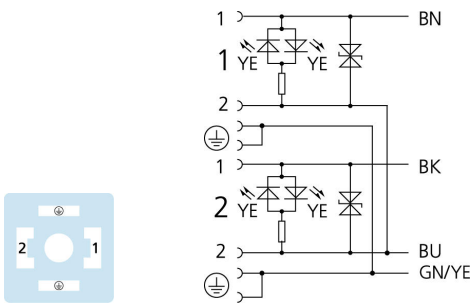 1 BN
1 YE YE
2
1 BK
2 YE YE
2 BU
GN/YE
2 1